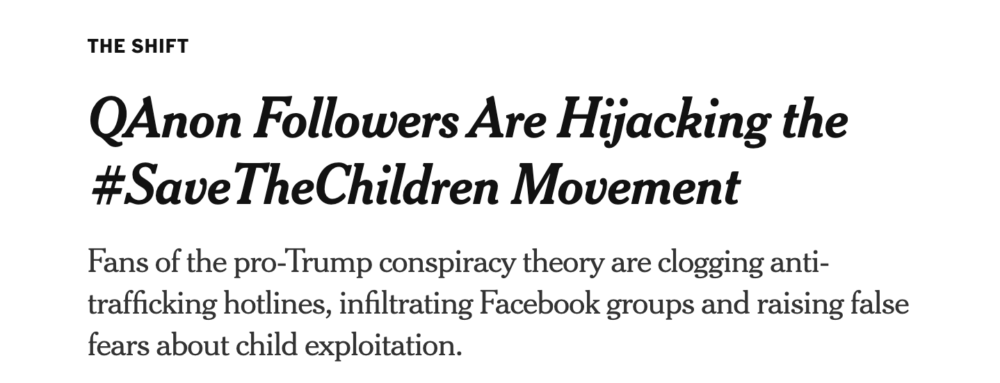 THE SHIFT
QAnon Followers Are Hijacking the
#SaveTheChildren Movement
Fans of the pro-Trump conspiracy theory are clogging anti-
trafficking hotlines, infiltrating Facebook groups and raising false
fears about child exploitation.